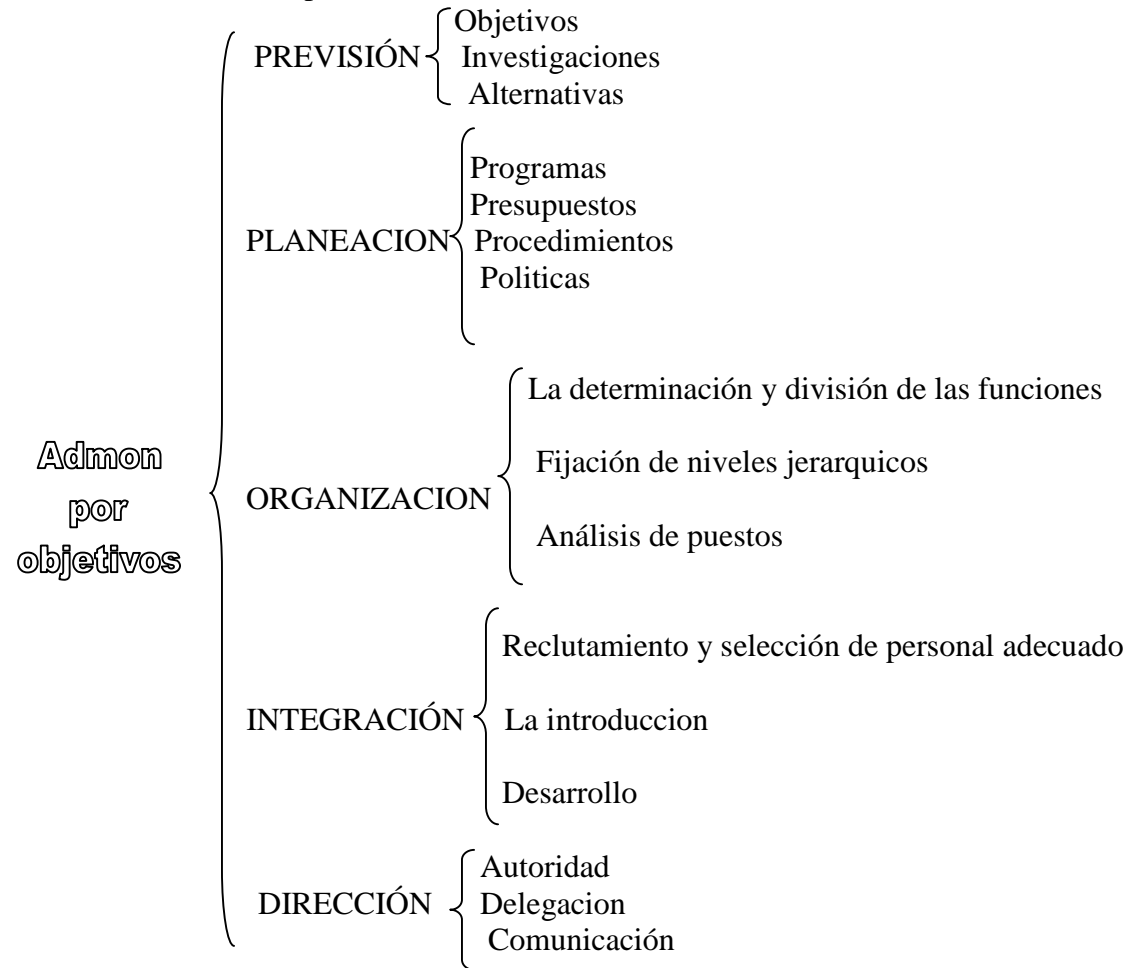 PREVISIÓN
Objetivos
Investigaciones
Alternativas
PLANEACION
Programas
Presupuestos
Procedimientos
Politicas
Admon
por
objetivos
ORGANIZACION
La determinación y división de las funciones
Fijación de niveles jerarquicos
Análisis de puestos
INTEGRACIÓN
Reclutamiento y selección de personal adecuado
La introduccion
Desarrollo
DIRECCIÓN
Autoridad
Delegacion
Comunicación